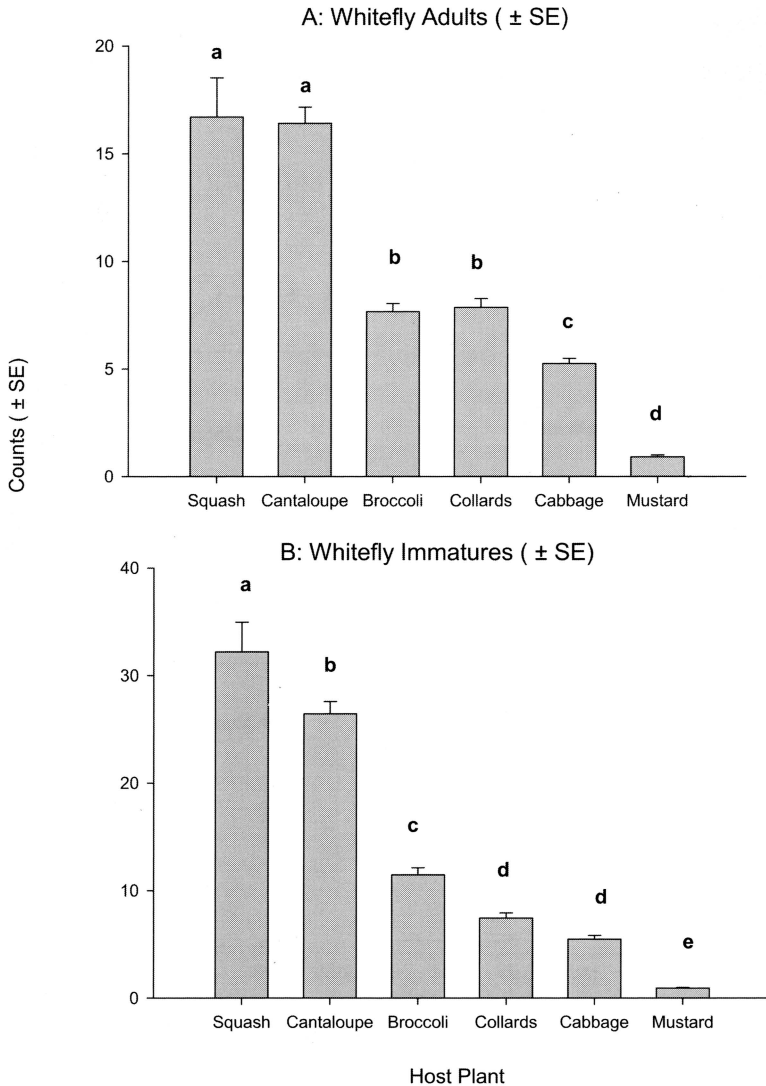 A: Whitefly Adults ( ± SE)
20
15
10
5
0
a
a
b
b
c
d
Squash Cantaloupe Broccoli Collards Cabbage Mustard
Counts ( ± SE)
B: Whitefly Immatures ( ± SE)
40
30
20
10
0
a
b
c
d
d
e
Squash Cantaloupe Broccoli Collards Cabbage Mustard
Host Plant